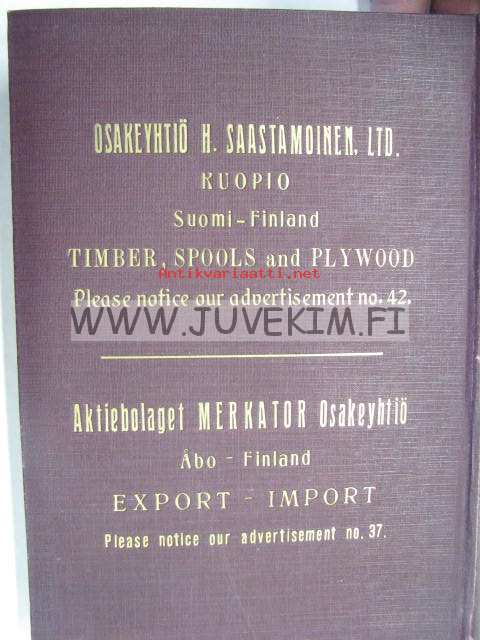 OSAKEYHTIÖ H. SAASTAMOINEN, LTD.
KUOPIO
Suomi-Finland
TIMBER, SPOOLS and PLYWOOD
Antikvariaatti.net
Please notice our advertisement no. 42.
WWW.JUVEKIM.FI
Aktiebolaget MERKATOR Osakeyhtiö
Åbo - Finland
EXPORT - IMPORT
Please notice our advertisement no. 37.